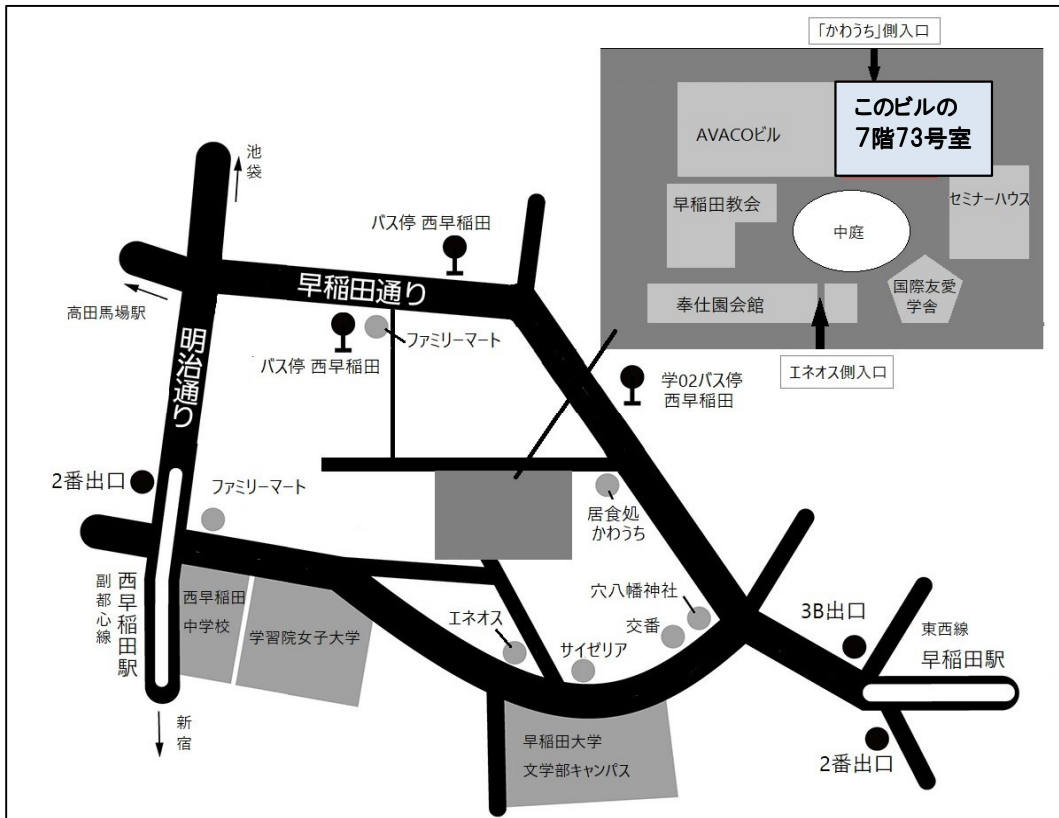 「かわうち」側入口
このビルの
7階73号室
AVACOビル
セミナーハウス
早稲田教会
中庭
国際友愛
学舎
奉仕園会館
エネオス側入口
池袋
バス停 西早稲田
早稲田通り
高田馬場駅
ファミリーマート
バス停 西早稲田
明治通り
学02バス停
西早稲田
2番出口
ファミリーマート
居食処
かわうち
西早稲田駅
副都心線
西早稲田
中学校
学習院女子大学
エネオス
サイゼリア
穴八幡神社
交番
3B出口
東西線
早稲田駅
新宿
早稲田大学
文学部キャンパス
2番出口